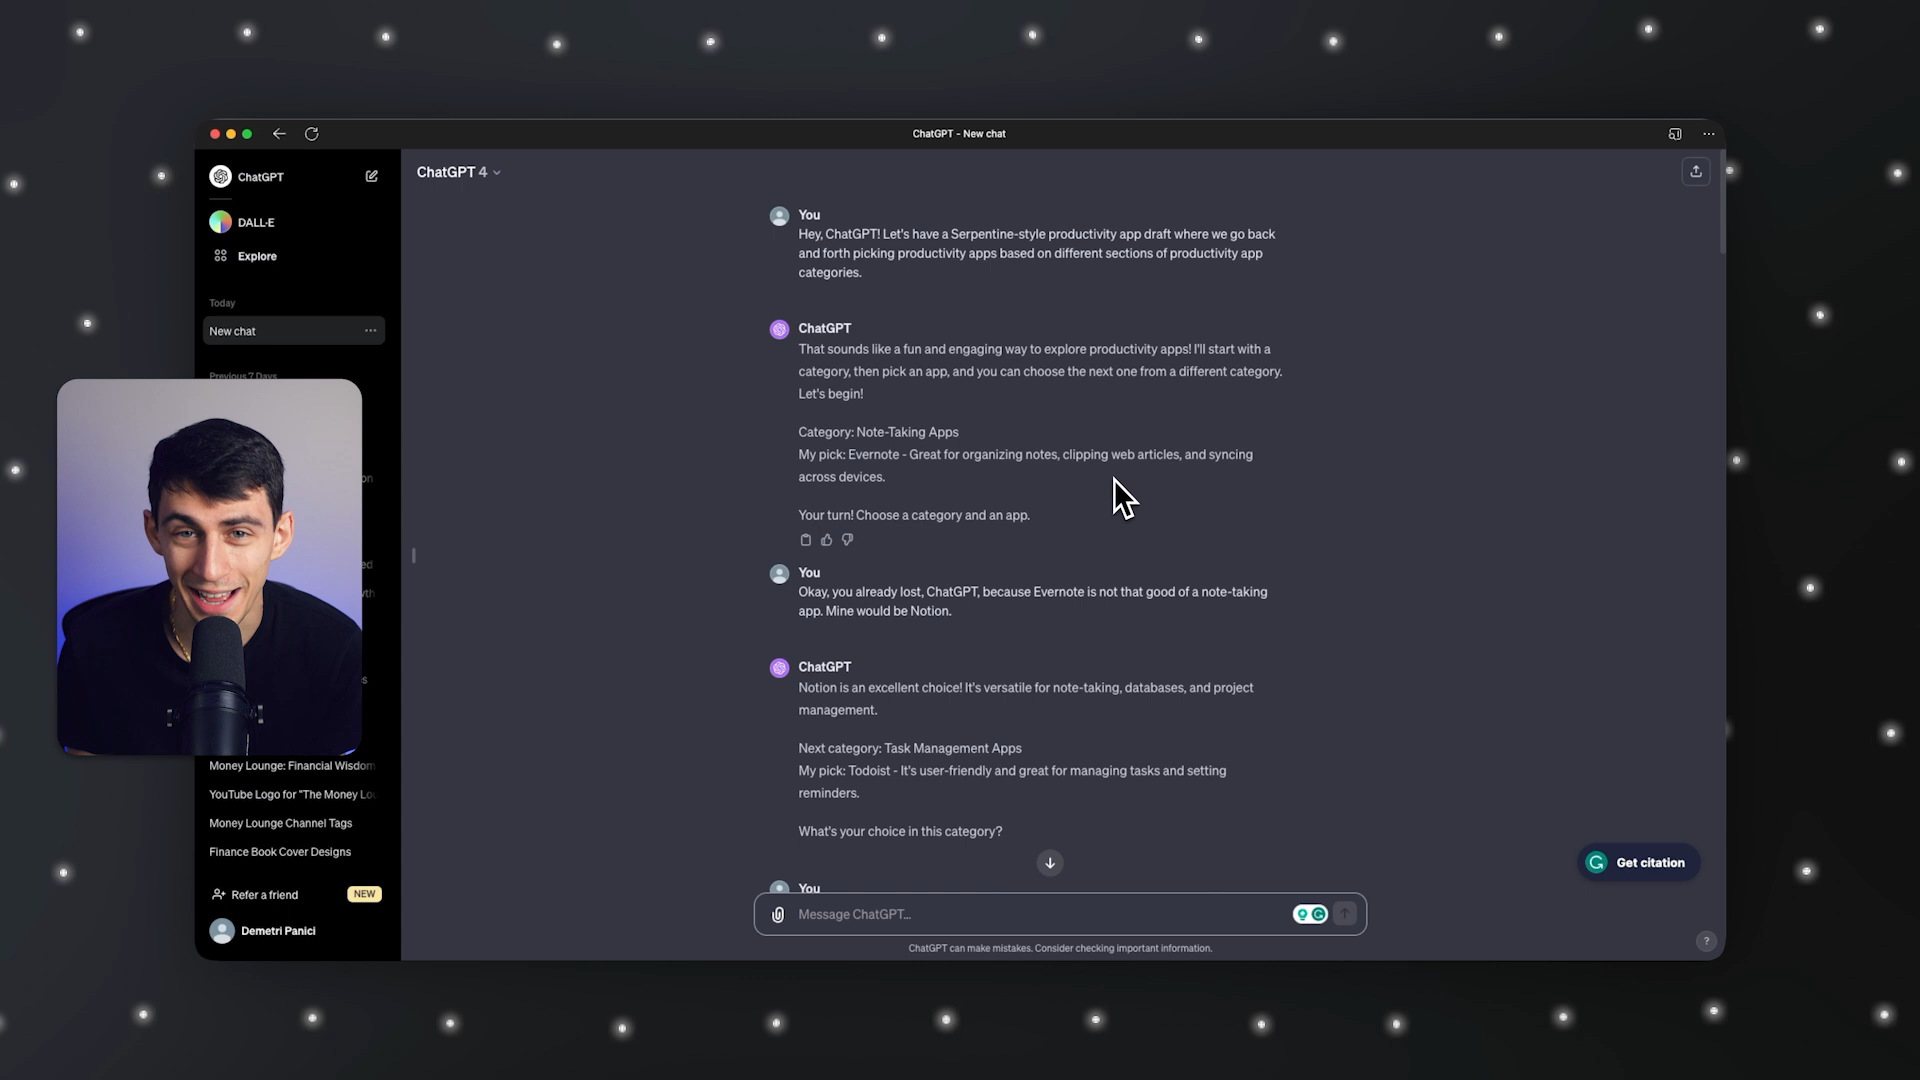 ChatGPT - New chat
ChatGPT
DALL·E
Explore
Today
New chat
Previous 7 Days
Money Lounge: Financial Wisdom
YouTube Logo for "The Money Lo
Money Lounge Channel Tags
Finance Book Cover Designs
Refer a friend
NEW
Demetri Panici
ChatGPT 4
You
Hey, ChatGPT! Let's have a Serpentine-style productivity app draft where we go back
and forth picking productivity apps based on different sections of productivity app
categories.
ChatGPT
That sounds like a fun and engaging way to explore productivity apps! I'll start with a
category, then pick an app, and you can choose the next one from a different category.
Let's begin!
Category: Note-Taking Apps
My pick: Evernote - Great for organizing notes, clipping web articles, and syncing
across devices.
Your turn! Choose a category and an app.
You
Okay, you already lost, ChatGPT, because Evernote is not that good of a note-taking
app. Mine would be Notion.
ChatGPT
Notion is an excellent choice! It's versatile for note-taking, databases, and project
management.
Next category: Task Management Apps
My pick: Todoist - It's user-friendly and great for managing tasks and setting
reminders.
What's your choice in this category?
You
Get citation
Message ChatGPT...
ChatGPT can make mistakes. Consider checking important information.
?